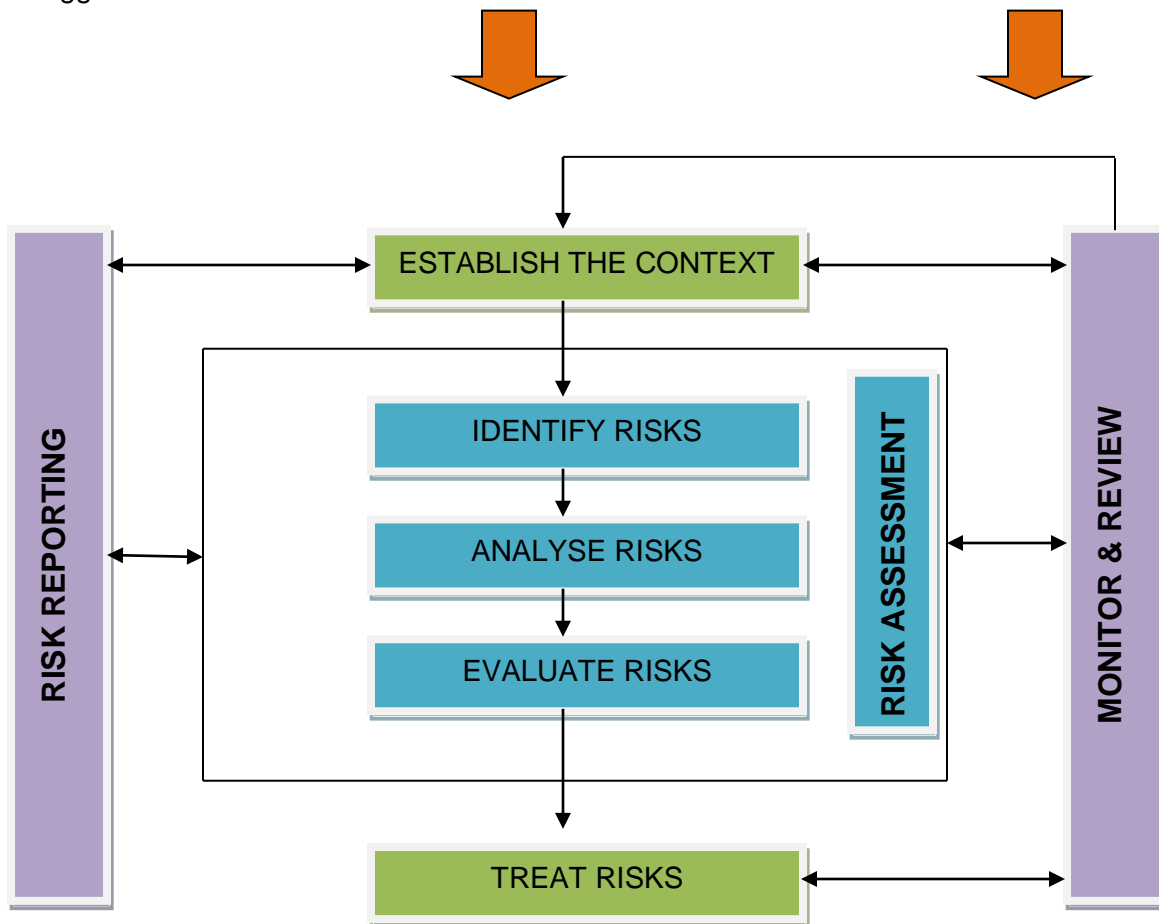 ESTABLISH THE CONTEXT
IDENTIFY RISKS
ANALYSE RISKS
EVALUATE RISKS
TREAT RISKS
RISK REPORTING
RISK ASSESSMENT
MONITOR & REVIEW